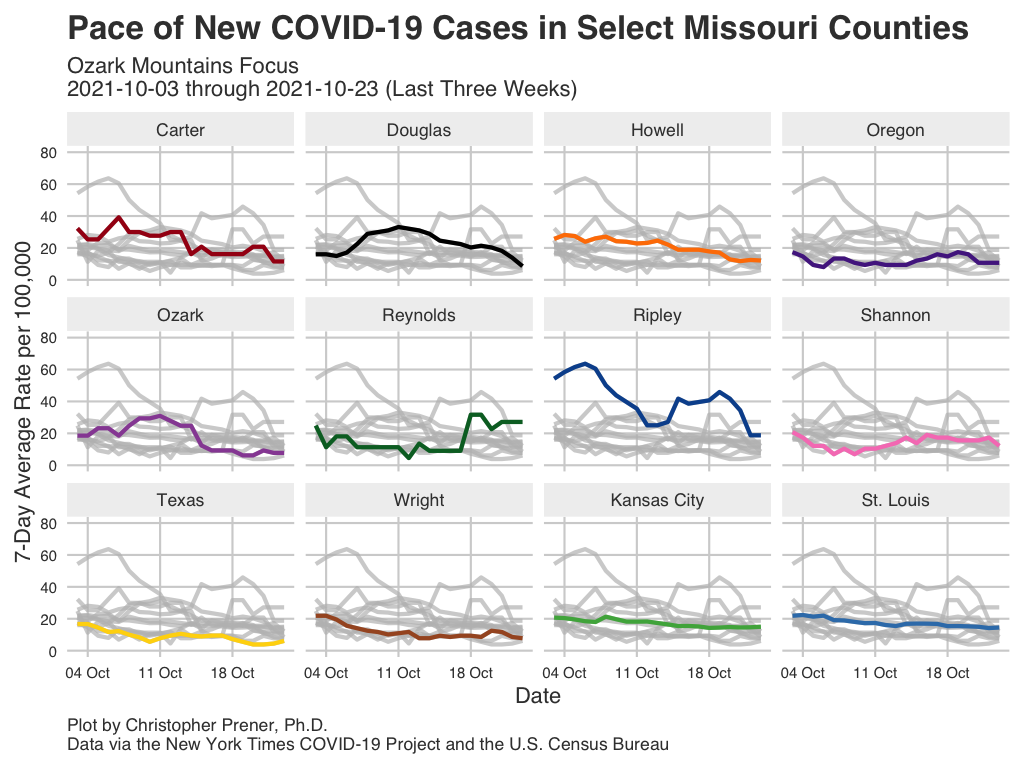 Pace of New COVID-19 Cases in Select Missouri Counties
Ozark Mountains Focus
2021-10-03 through 2021-10-23 (Last Three Weeks)
7-Day Average Rate per 100,000
Carter Douglas Howell Oregon
80
60
40
20
0
Ozark Reynolds Ripley Shannon
80
60
40
20
0
Texas Wright Kansas City St. Louis
80
60
40
20
0
04 Oct 11 Oct 18 Oct 04 Oct 11 Oct 18 Oct 04 Oct 11 Oct 18 Oct 04 Oct 11 Oct 18 Oct
Date
Plot by Christopher Prener, Ph.D.
Data via the New York Times COVID-19 Project and the U.S. Census Bureau